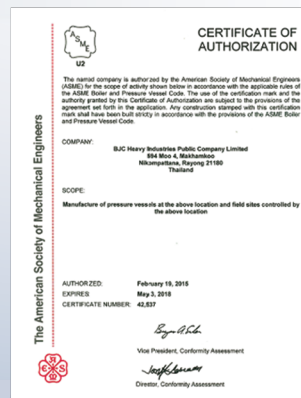 ASME
U2
CERTIFICATE OF
AUTHORIZATION
The named company is authorized by the American Society of Mechanical Engineers
(ASME) for the scope of activity shown below in accordance with the applicable rules of
the ASME Boiler and Pressure Vessel Code. The use of the certification mark and the
authority granted by this Certificate of Authorization are subject to the provisions of the
agreement set forth in the application. Any construction stamped with this certification
mark shall have been built strictly in accordance with the provisions of the ASME Boiler
and Pressure Vessel Code.
COMPANY:
BJC Heavy Industries Public Company Limited
594 Moo 4, Makhamkoo
Nikompattana, Rayong 21180
Thailand
SCOPE:
Manufacture of pressure vessels at the above location and field sites controlled by
the above location
AUTHORIZED: February 19, 2015
EXPIRES May 3, 2018
CERTIFICATE NUMBER: 42,537
Vice President, Conformity Assessment
Director, Conformity Assessment
The American Society of Mechanical Engineers